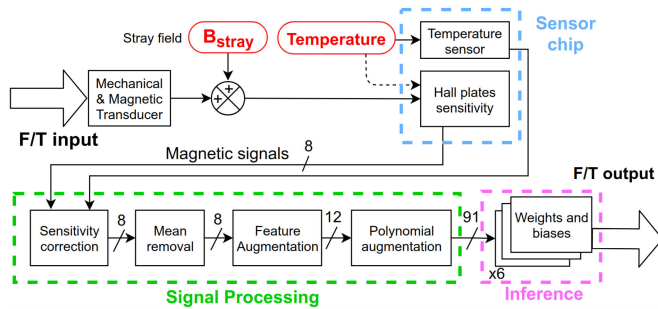 Stray field
B_stray
Temperature
Temperature
sensor
Sensor
chip
Mechanical
& Magnetic
Transducer
+
+
Hall plates
sensitivity
F/T input
Magnetic signals
8
F/T output
Sensitivity
correction
8
Mean
removal
8
Feature
Augmentation
12
Polynomial
augmentation
91
Weights and
biases
x6
Signal Processing
Inference